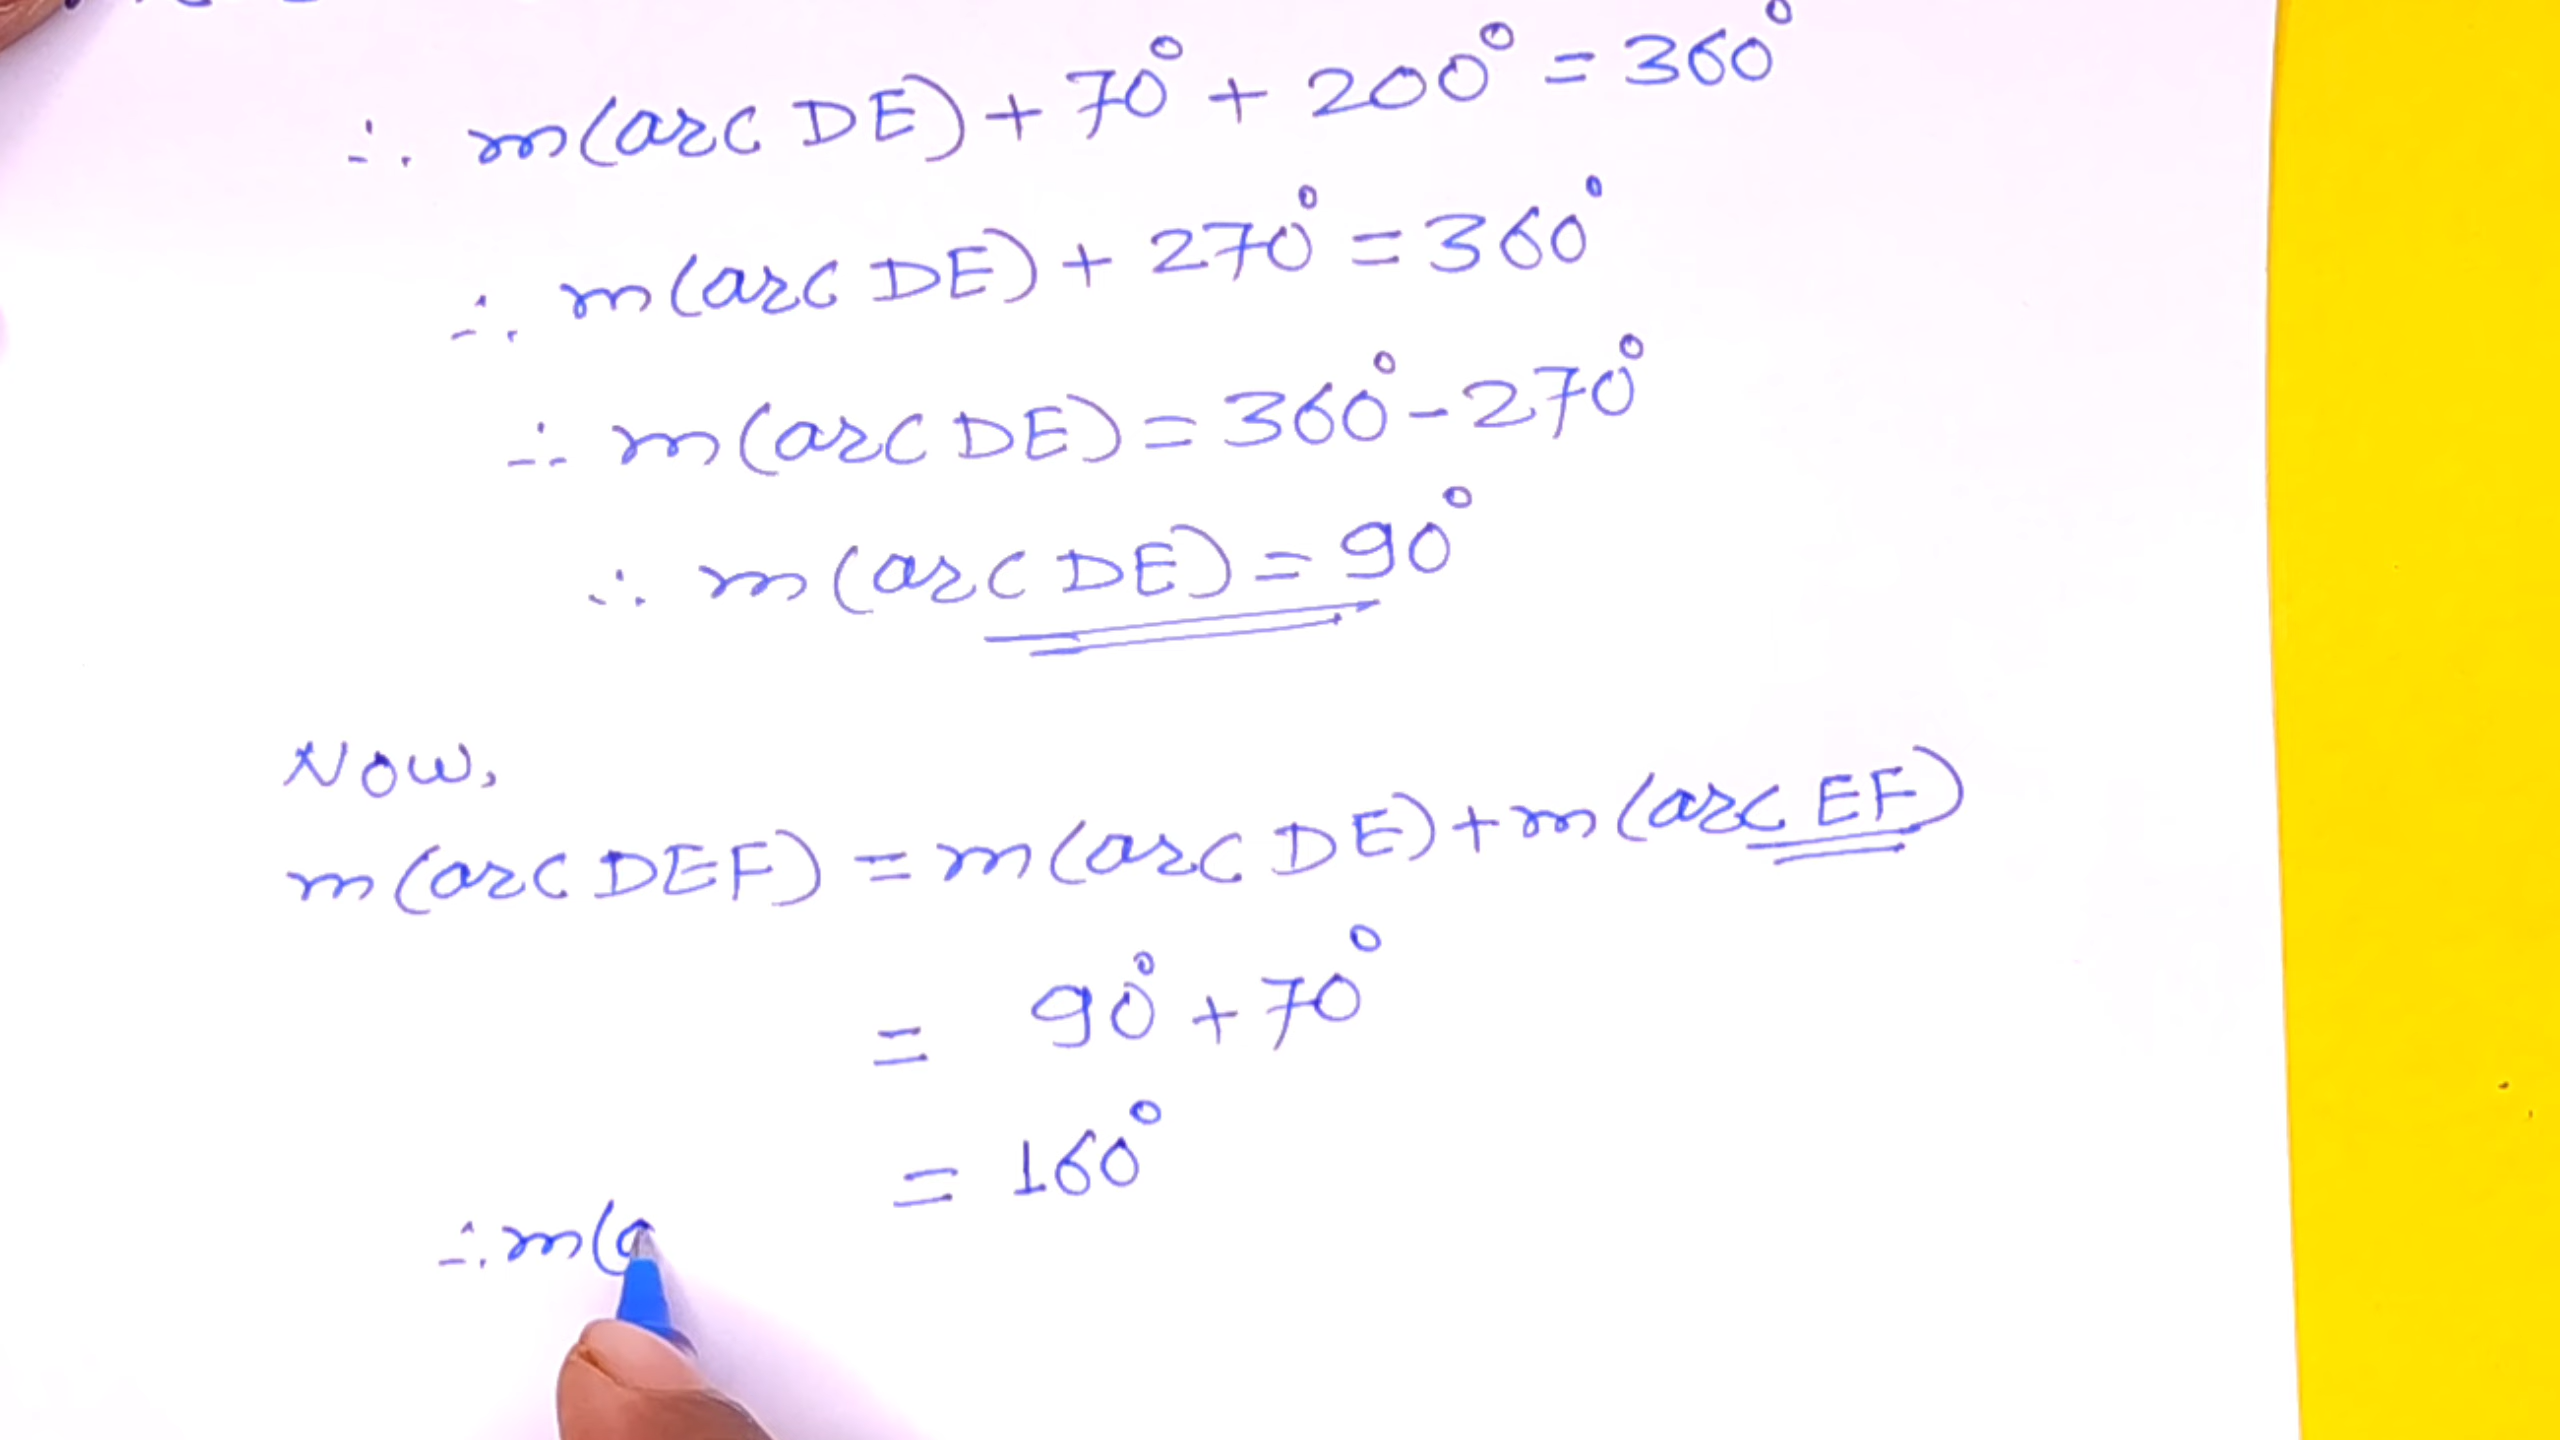 ∴ m(arc DE) + 70° + 200° = 360°
∴ m(arc DE) + 270° = 360°
∴ m(arc DE) = 360° - 270°
∴ m(arc DE) = 90°
Now,
m(arc DEF) = m(arc DE) + m(arc EF)
= 90° + 70°
= 160°
∴ m(a